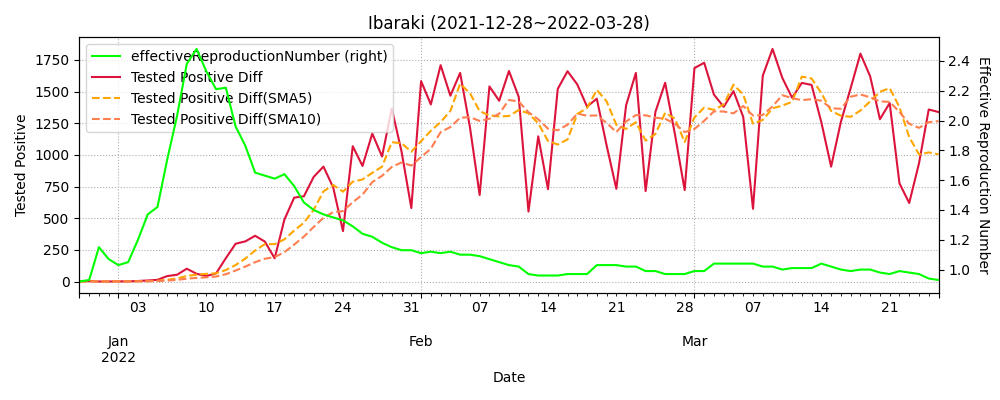 Ibaraki (2021-12-28~2022-03-28)
effectiveReproductionNumber (right)
Tested Positive Diff
Tested Positive Diff(SMA5)
Tested Positive Diff(SMA10)
Tested Positive
1750
1500
1250
1000
750
500
250
0
Effective Reproduction Number
2.4
2.2
2.0
1.8
1.6
1.4
1.2
1.0
03 10 17 24 31 07 14 21 28 07 14 21
Jan Feb Mar
2022
Date